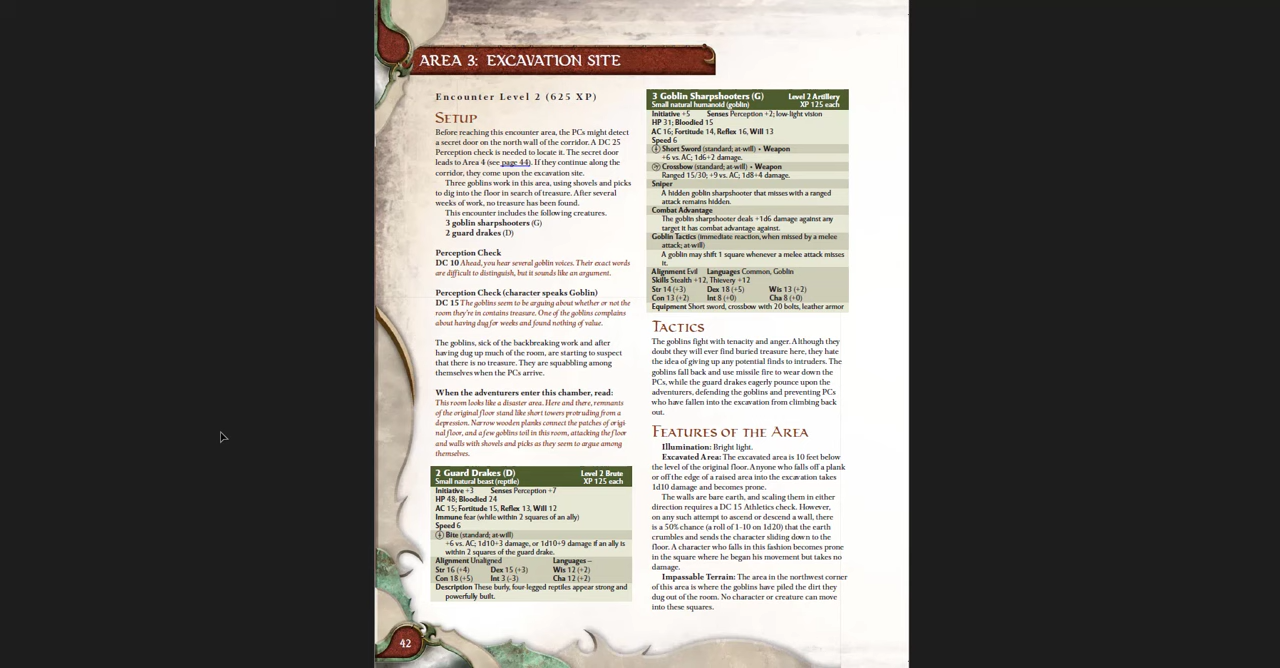 AREA 3: EXCAVATION SITE
Encounter Level 2 (625 XP)
SETUP
Before reaching this encounter area, the PCs might detect
a secret door on the north wall of the corridor. A DC 25
Perception check is needed to locate it. The secret door
leads to Area 4 (see page 44). If they continue along the
corridor, they come upon the excavation site.
Three goblins work in this area, using shovels and picks
to dig into the floor in search of treasure. After several
weeks of work, no treasure has been found.
This encounter includes the following creatures.
3 goblin sharpshooters (G)
2 guard drakes (D)
Perception Check
DC 10 Ahead, you hear several goblin voices. Their exact words
are difficult to distinguish, but it sounds like an argument.
Perception Check (character speaks Goblin)
DC 15 The goblins seem to be arguing about whether or not the
room they're in contains treasure. One of the goblins complains
about having dug for weeks and found nothing of value.
The goblins, sick of the backbreaking work and after
having dug up much of the room, are starting to suspect
that there is no treasure. They are squabbling among
themselves when the PCs arrive.
When the adventurers enter this chamber, read:
This room looks like a disaster area. Here and there, remnants
of the original floor stand like short towers protruding from a
depression. Narrow wooden planks connect the patches of origi-
nal floor, and a few goblins toil in this room, attacking the floor
and walls with shovels and picks as they seem to argue among
themselves.
2 Guard Drakes (D) Level 2 Brute
Small natural beast (reptile) XP 125 each
Initiative +3 Senses Perception +7
HP 48; Bloodied 24
AC 15; Fortitude 15, Reflex 13, Will 12
Immune fear (while within 2 squares of an ally)
Speed 6
Bite (standard; at-will)
+6 vs. AC; 1d10+3 damage, or 1d10+9 damage if an ally is
within 2 squares of the guard drake.
Alignment Unaligned Languages –
Str 16 (+4) Dex 15 (+3) Wis 12 (+2)
Con 18 (+5) Int 3 (-3) Cha 12 (+2)
Description These burly, four-legged reptiles appear strong and
powerfully built.
3 Goblin Sharpshooters (G) Level 2 Artillery
Small natural humanoid (goblin) XP 125 each
Initiative +5 Senses Perception +2; low-light vision
HP 31; Bloodied 15
AC 16; Fortitude 14, Reflex 16, Will 13
Speed 6
Short Sword (standard; at-will) • Weapon
+6 vs. AC; 1d6+2 damage.
Crossbow (standard; at-will) • Weapon
Ranged 15/30; +9 vs. AC; 1d8+4 damage.
Sniper
A hidden goblin sharpshooter that misses with a ranged
attack remains hidden.
Combat Advantage
The goblin sharpshooter deals +1d6 damage against any
target it has combat advantage against.
Goblin Tactics (immediate reaction, when missed by a melee
attack; at-will)
A goblin may shift 1 square whenever a melee attack misses
it.
Alignment Evil Languages Common, Goblin
Skills Stealth +12, Thievery +12
Str 14 (+3) Dex 18 (+5) Wis 13 (+2)
Con 13 (+2) Int 8 (+0) Cha 8 (+0)
Equipment Short sword, crossbow with 20 bolts, leather armor
TACTICS
The goblins fight with tenacity and anger. Although they
doubt they will ever find buried treasure here, they hate
the idea of giving up any potential finds to intruders. The
goblins fall back and use missile fire to wear down the
PCs, while the guard drakes eagerly pounce upon the
adventurers, defending the goblins and preventing PCs
who have fallen into the excavation from climbing back
out.
FEATURES OF THE AREA
Illumination: Bright light.
Excavated Area: The excavated area is 10 feet below
the level of the original floor. Anyone who falls off a plank
or off the edge of a raised area into the excavation takes
1d10 damage and becomes prone.
The walls are bare earth, and scaling them in either
direction requires a DC 15 Athletics check. However,
on any such attempt to ascend or descend a wall, there
is a 50% chance (a roll of 1-10 on 1d20) that the earth
crumbles and sends the character sliding down to the
floor. A character who falls in this fashion becomes prone
in the square where he began his movement but takes no
damage.
Impassable Terrain: The area in the northwest corner
of this area is where the goblins have piled the dirt they
dug out of the room. No character or creature can move
into these squares.
42